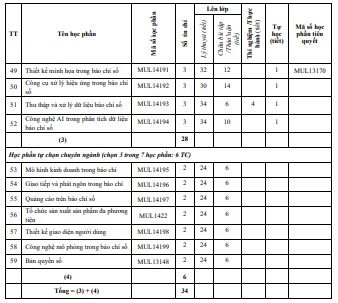 TT Tên học phần Mã số học phần Số tín chỉ Lên lớp Thí nghiệm /Thực hành ( tiết) Tự học (tiết) Mã số học phần tiên quyết
Lý thuyết (tiết) Chữa bài tập /Thảo luận (tiết)
49 Thiết kế minh họa trong báo chí số MUL14191 3 32 12 1 MUL13170
50 Công cụ xử lý hiệu ứng trong báo chí số MUL14192 3 30 14 1
51 Thu thập và xử lý dữ liệu báo chí số MUL14193 3 34 6 4 1
52 Công nghệ AI trong phân tích dữ liệu báo chí số MUL14194 3 34 10 1
(3) 28
Học phần tự chọn chuyên ngành (chọn 3 trong 7 học phần: 6 TC)
53 Mô hình kinh doanh trong báo chí MUL14195 2 24 6
54 Giao tiếp và phát ngôn trong báo chí MUL14196 2 24 6
55 Quảng cáo trên báo chí số MUL14197 2 24 6
56 Tổ chức sản xuất sản phẩm đa phương tiện MUL1422 2 24 6
57 Thiết kế giao diện người dùng MUL14198 2 24 6
58 Công nghệ mô phỏng trong báo chí số MUL14199 2 24 6
59 Bản quyền số MUL13148 2 24 6
(4) 6
Tổng = (3) + (4) 34